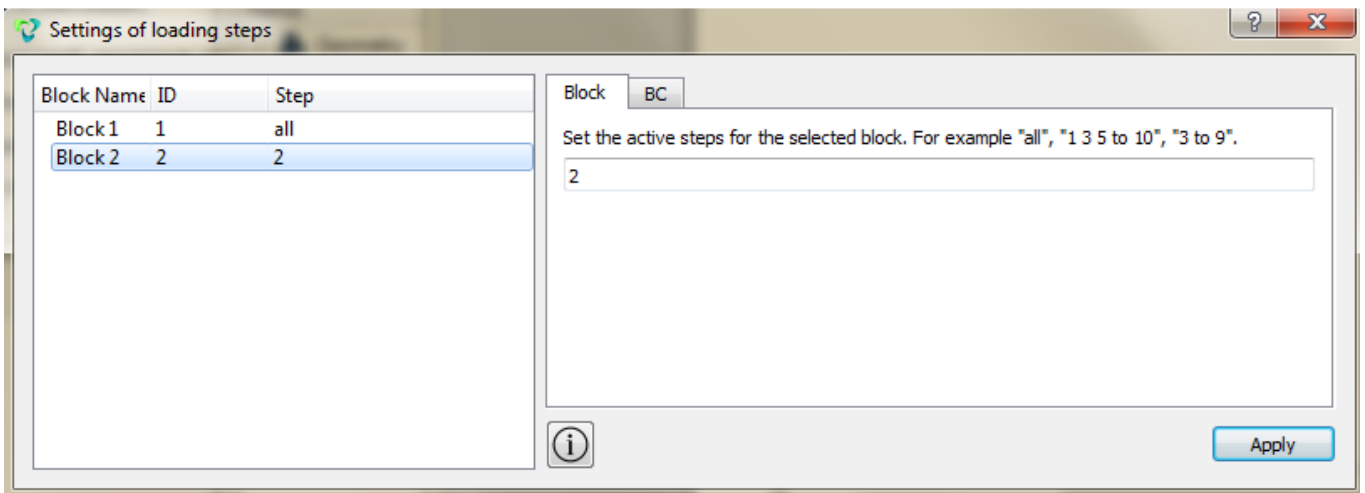 Settings of loading steps
Block Name ID Step
Block 1 1 all
Block 2 2 2
Block BC
Set the active steps for the selected block. For example "all", "1 3 5 to 10", "3 to 9".
2
Apply